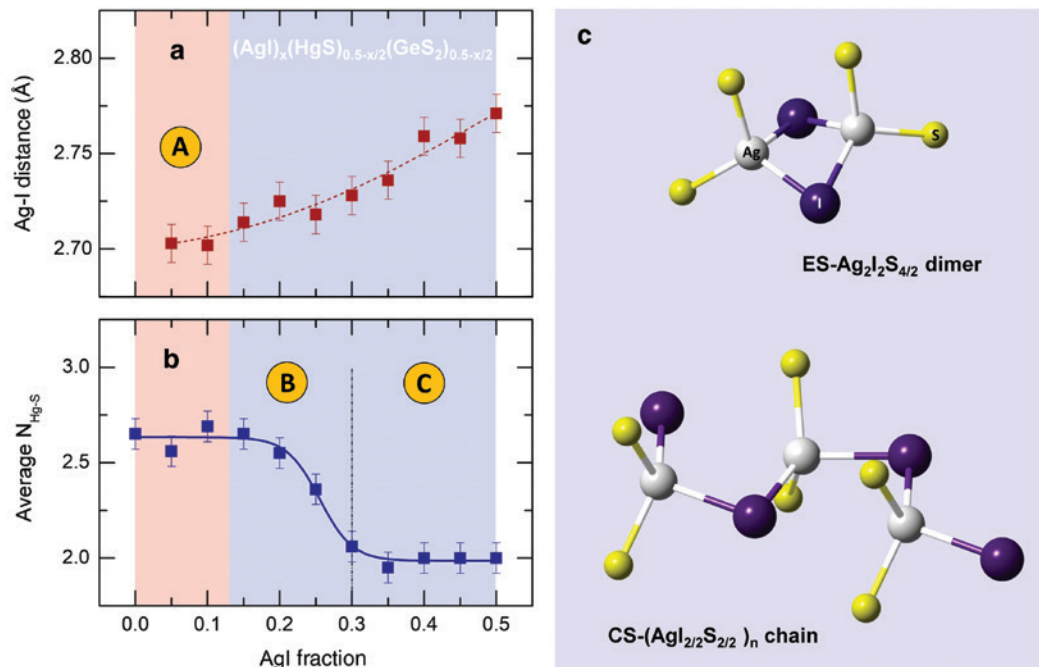 a
(AgI)x(HgS)0.5-x/2(GeS2)0.5-x/2
2.80
2.75
2.70
Ag-I distance (Å)
A
b
B
C
3.0
2.5
2.0
Average NHg-S
0.0 0.1 0.2 0.3 0.4 0.5
AgI fraction
c
Ag
I
S
ES-Ag2I2S4/2 dimer
CS-(AgI2/2S2/2 )n chain